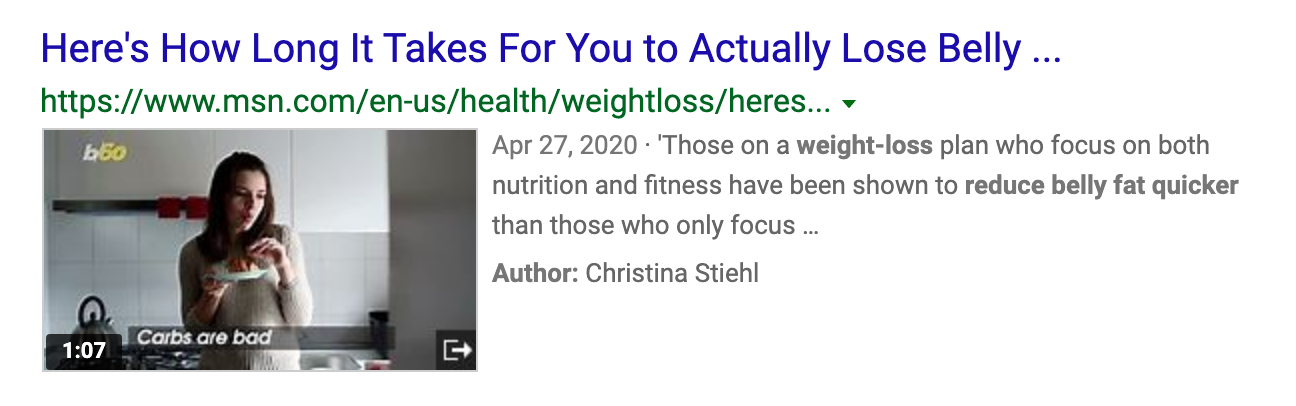 Here's How Long It Takes For You to Actually Lose Belly ...
https://www.msn.com/en-us/health/weightloss/heres...
b60
Apr 27, 2020 · 'Those on a weight-loss plan who focus on both
nutrition and fitness have been shown to reduce belly fat quicker
than those who only focus ...
Author: Christina Stiehl
Carbs are bad
1:07